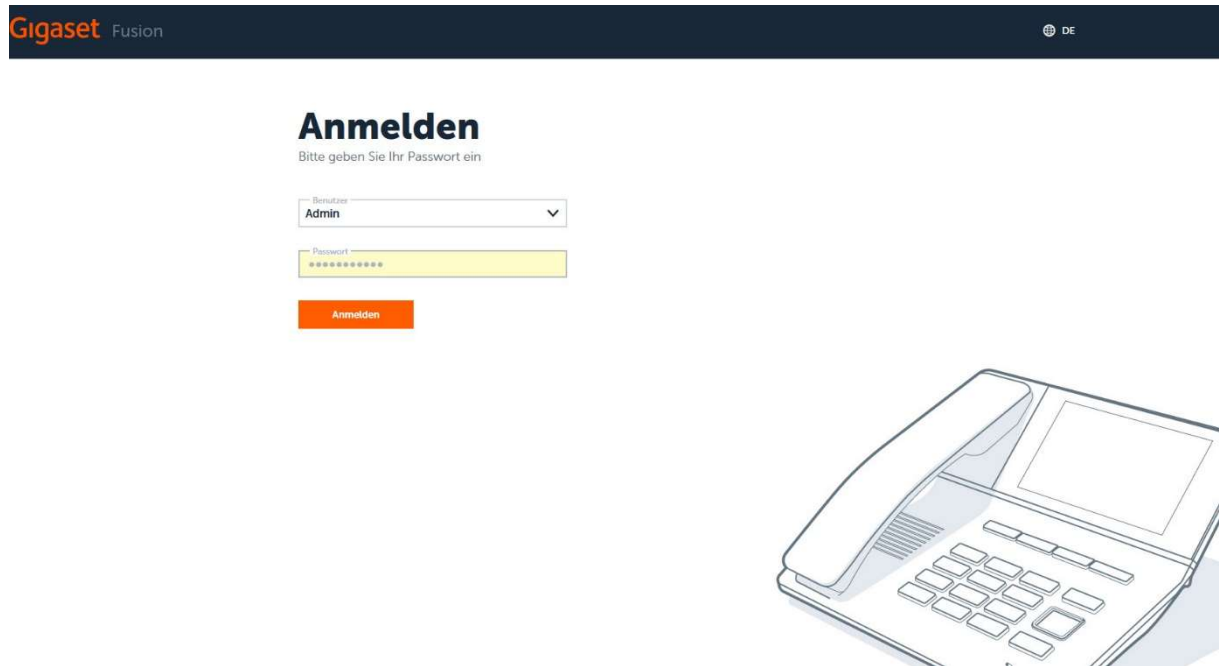 Gigaset Fusion
DE
Anmelden
Bitte geben Sie Ihr Passwort ein
Benutzer
Admin
Passwort
Anmelden